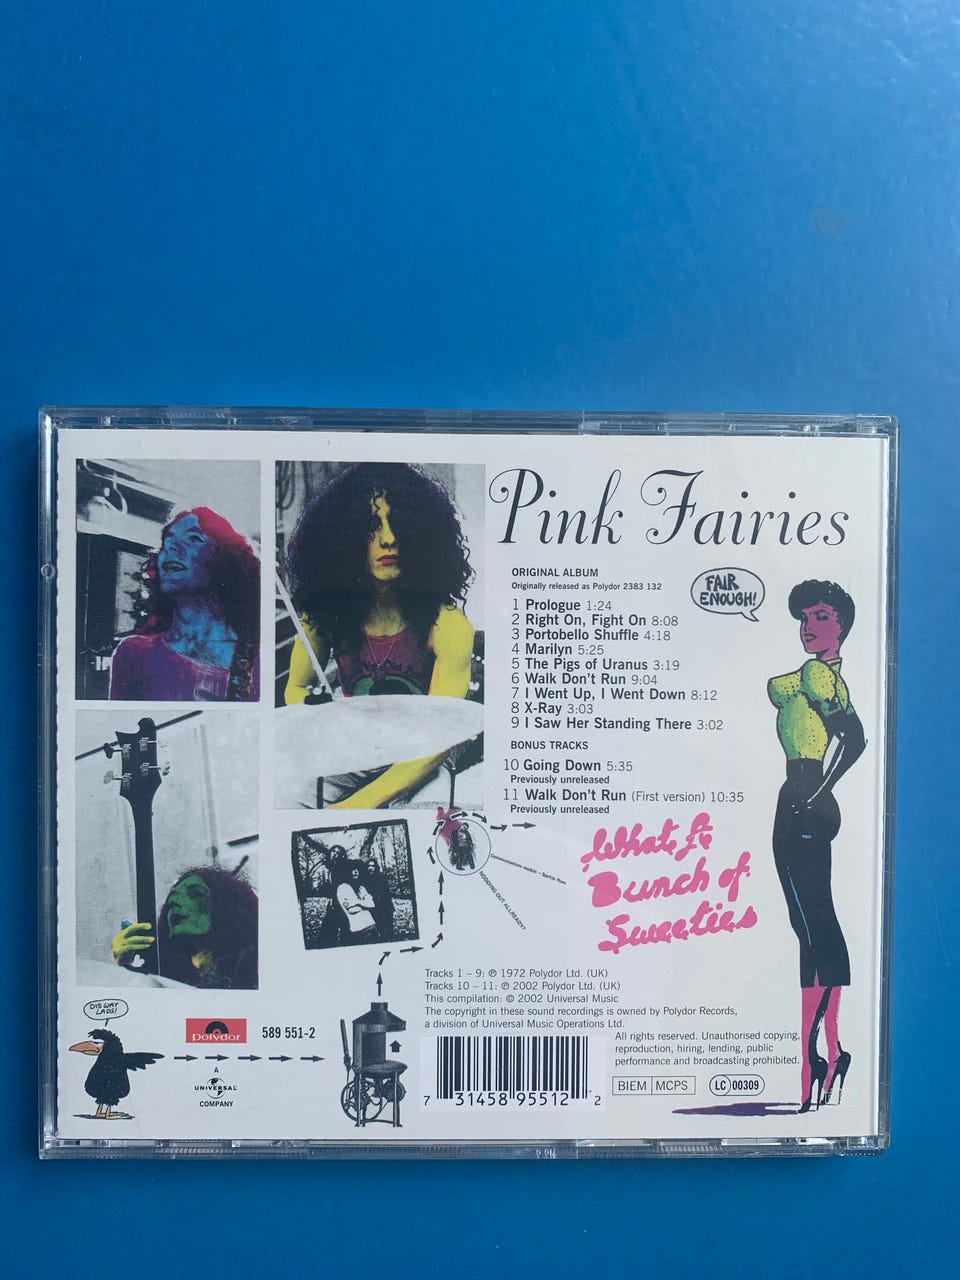 Pink Fairies
ORIGINAL ALBUM
Originally released as Polydor 2383 132
FAIR
ENOUGH!
1 Prologue 1:24
2 Right On, Fight On 8:08
3 Portobello Shuffle 4:18
4 Marilyn 5:25
5 The Pigs of Uranus 3:19
6 Walk Don't Run 9:04
7 I Went Up, I Went Down 8:12
8 X-Ray 3:03
9 I Saw Her Standing There 3:02
BONUS TRACKS
10 Going Down 5:35
Previously unreleased
11 Walk Don't Run (First version) 10:35
Previously unreleased
What A
Bunch of
Sweeties
NODDING OUT ALLREADY?
Tracks 1 – 9: ℗ 1972 Polydor Ltd. (UK)
Tracks 10 – 11: ℗ 2002 Polydor Ltd. (UK)
This compilation: © 2002 Universal Music
The copyright in these sound recordings is owned by Polydor Records,
a division of Universal Music Operations Ltd.
All rights reserved. Unauthorised copying,
reproduction, hiring, lending, public
performance and broadcasting prohibited.
BIEM MCPS LC 00309
DIS WAY
LADS!
polydor
589 551-2
A
UNIVERSAL
COMPANY
7 31458 95512 2